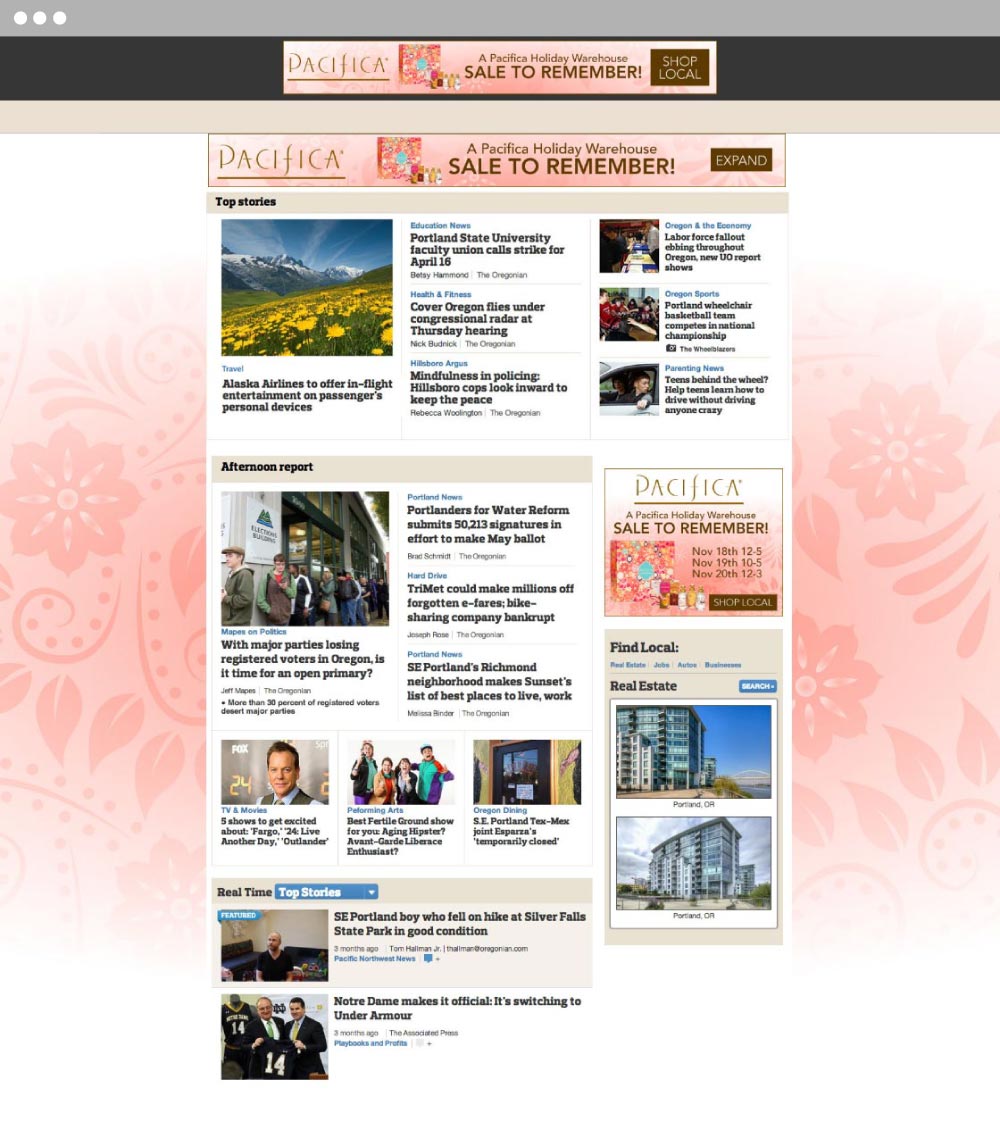 PACIFICA
A Pacifica Holiday Warehouse
SALE TO REMEMBER!
SHOP
LOCAL
PACIFICA
A Pacifica Holiday Warehouse
SALE TO REMEMBER!
EXPAND
Top stories
Travel
Alaska Airlines to offer in-flight
entertainment on passenger's
personal devices
Education News
Portland State University
faculty union calls strike for
April 16
Betsy Hammond | The Oregonian
Health & Fitness
Cover Oregon flies under
congressional radar at
Thursday hearing
Nick Budnick | The Oregonian
Hillsboro Argus
Mindfulness in policing:
Hillsboro cops look inward to
keep the peace
Rebecca Woolington | The Oregonian
Oregon & the Economy
Labor force fallout
ebbing throughout
Oregon, new UO report
shows
Oregon Sports
Portland wheelchair
basketball team
competes in national
championship
The Wheelblazers
Parenting News
Teens behind the wheel?
Help teens learn how to
drive without driving
anyone crazy
Afternoon report
ELECTIONS
BUILDING
Mapes on Politics
With major parties losing
registered voters in Oregon, is
it time for an open primary?
Jeff Mapes | The Oregonian
• More than 30 percent of registered voters
desert major parties
Portland News
Portlanders for Water Reform
submits 50,213 signatures in
effort to make May ballot
Brad Schmidt | The Oregonian
Hard Drive
TriMet could make millions off
forgotten e-fares; bike-
sharing company bankrupt
Joseph Rose | The Oregonian
Portland News
SE Portland's Richmond
neighborhood makes Sunset's
list of best places to live, work
Melissa Binder | The Oregonian
FOX
24
TV & Movies
5 shows to get excited
about: 'Fargo,' '24: Live
Another Day,' 'Outlander'
Peforming Arts
Best Fertile Ground show
for you: Aging Hipster?
Avant-Garde Liberace
Enthusiast?
Oregon Dining
S.E. Portland Tex-Mex
joint Esparza's
'temporarily closed'
PACIFICA
A Pacifica Holiday Warehouse
SALE TO REMEMBER!
Nov 18th 12-5
Nov 19th 10-5
Nov 20th 12-3
SHOP LOCAL
Find Local:
Real Estate | Jobs | Autos | Businesses
Real Estate
SEARCH »
Portland, OR
Portland, OR
Real Time Top Stories
FEATURED
SE Portland boy who fell on hike at Silver Falls
State Park in good condition
3 months ago | Tom Hallman Jr. | thallman@oregonian.com
Pacific Northwest News | +
NOTRE DAME
14
14
Notre Dame makes it official: It's switching to
Under Armour
3 months ago | The Associated Press
Playbooks and Profits | +